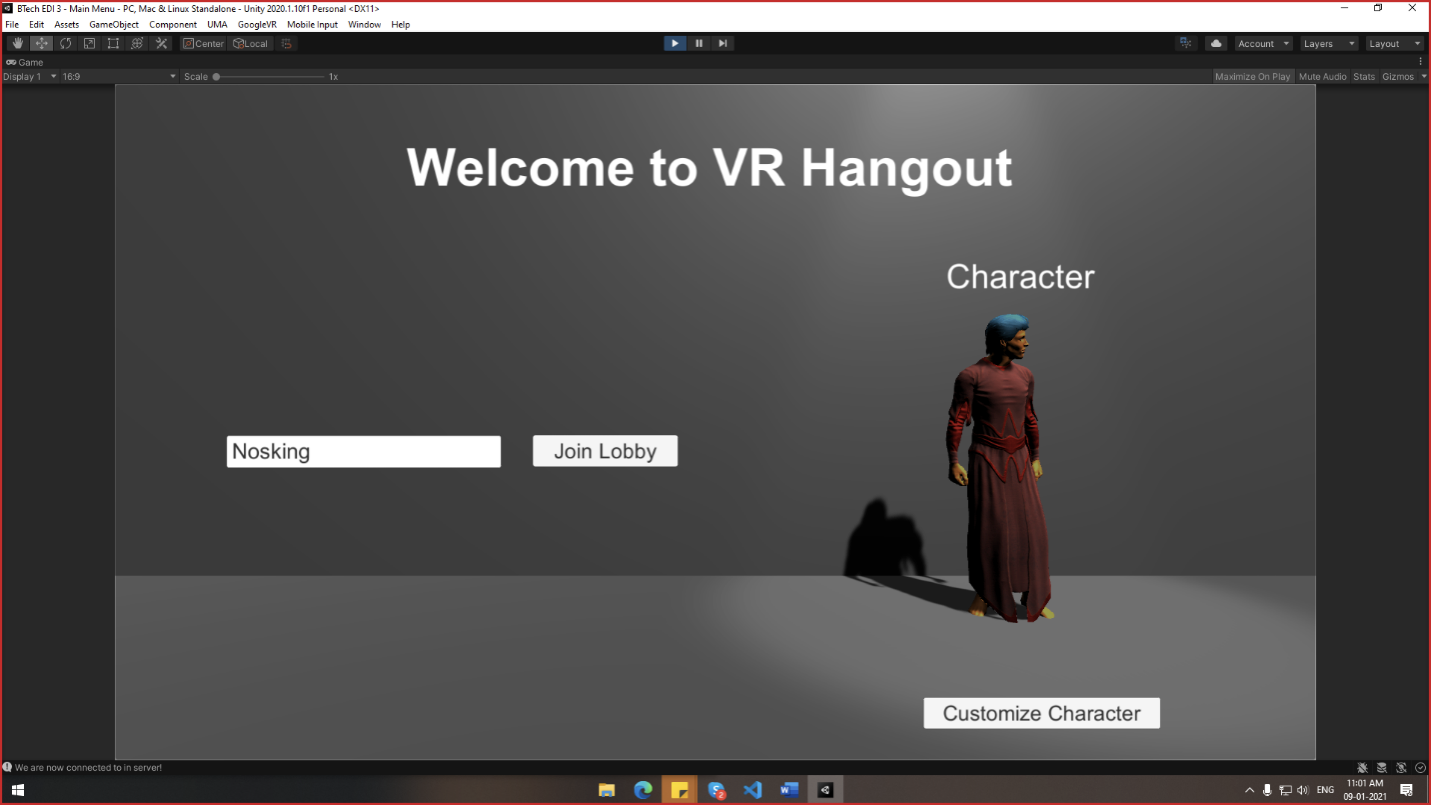 BTech EDI 3 - Main Menu - PC, Mac & Linux Standalone - Unity 2020.1.10f1 Personal <DX11>
File Edit Assets GameObject Component UMA GoogleVR Mobile Input Window Help
Center Local Account Layers Layout
Game
Display 1 16:9 Scale 1x Maximize On Play Mute Audio Stats Gizmos
Welcome to VR Hangout
Character
Nosking Join Lobby
Customize Character
We are now connected to in server!
2
ENG
11:01 AM
09-01-2021